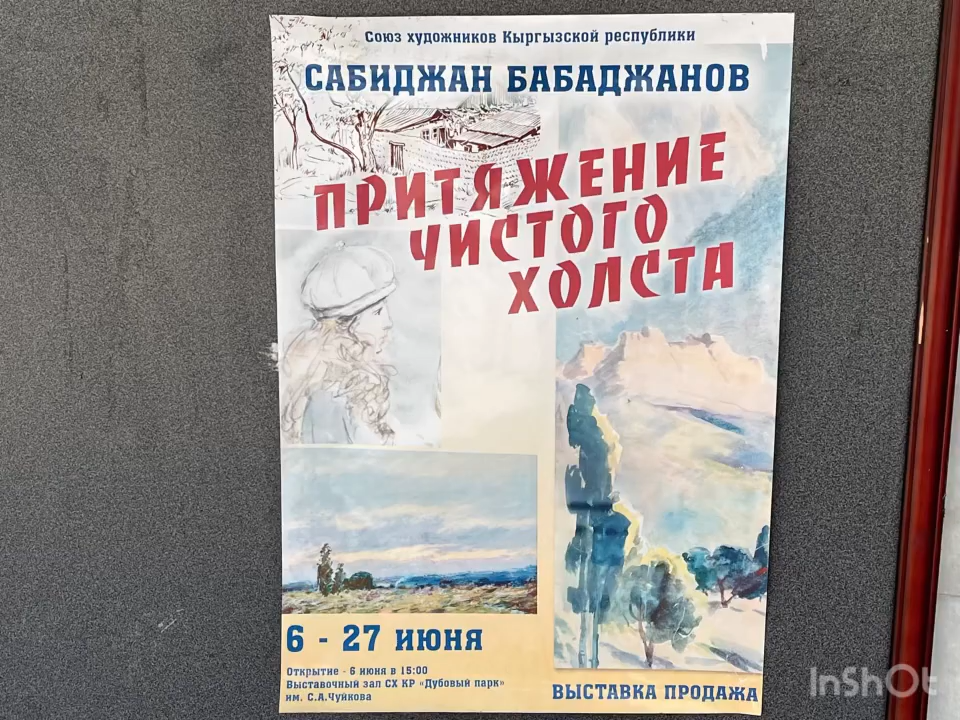 Союз художников Кыргызской республики
САБИДЖАН БАБАДЖАНОВ
ПРИТЯЖЕНИЕ
ЧИСТОГО
ХОЛСТА
6 - 27 июня
Открытие - 6 июня в 15:00
Выставочный зал СХ КР «Дубовый парк»
им. С.А.Чуйкова
ВЫСТАВКА ПРОДАЖА
InShOt